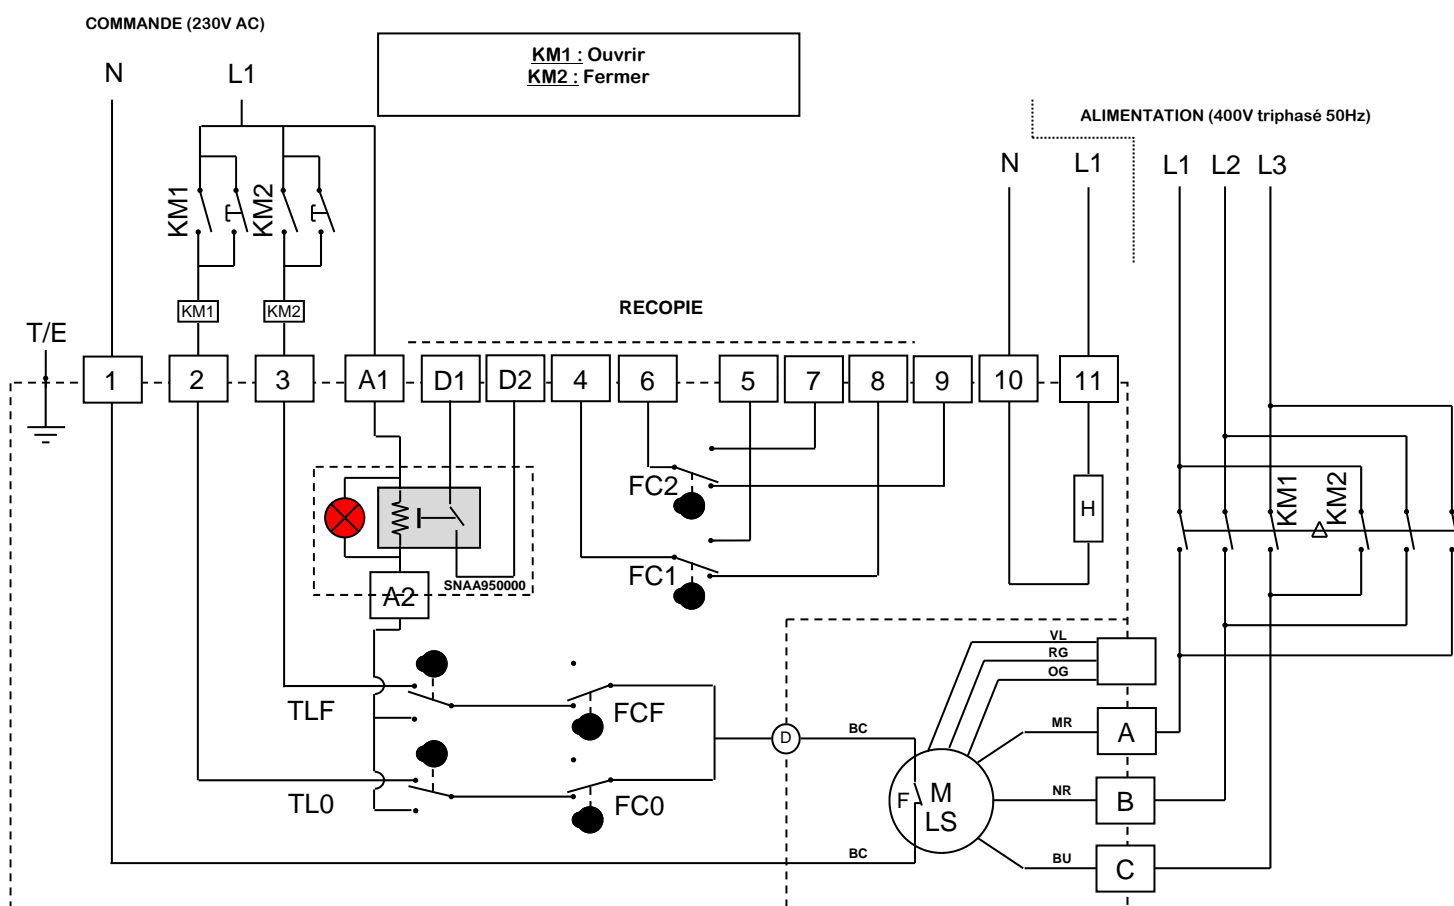 COMMANDE (230V AC)
KM1 : Ouvrir
KM2 : Fermer
ALIMENTATION (400V triphasé 50Hz)
N
L1
N
L1
L1
L2
L3
KM1
KM2
KM1
KM2
T/E
RECOPIE
1
2
3
A1
D1
D2
4
6
5
7
8
9
10
11
FC2
FC1
H
KM1
KM2
SNAA950000
A2
TLF
FCF
TL0
FC0
D
BC
BC
VL
RG
OG
MR
NR
BU
F
M
LS
A
B
C